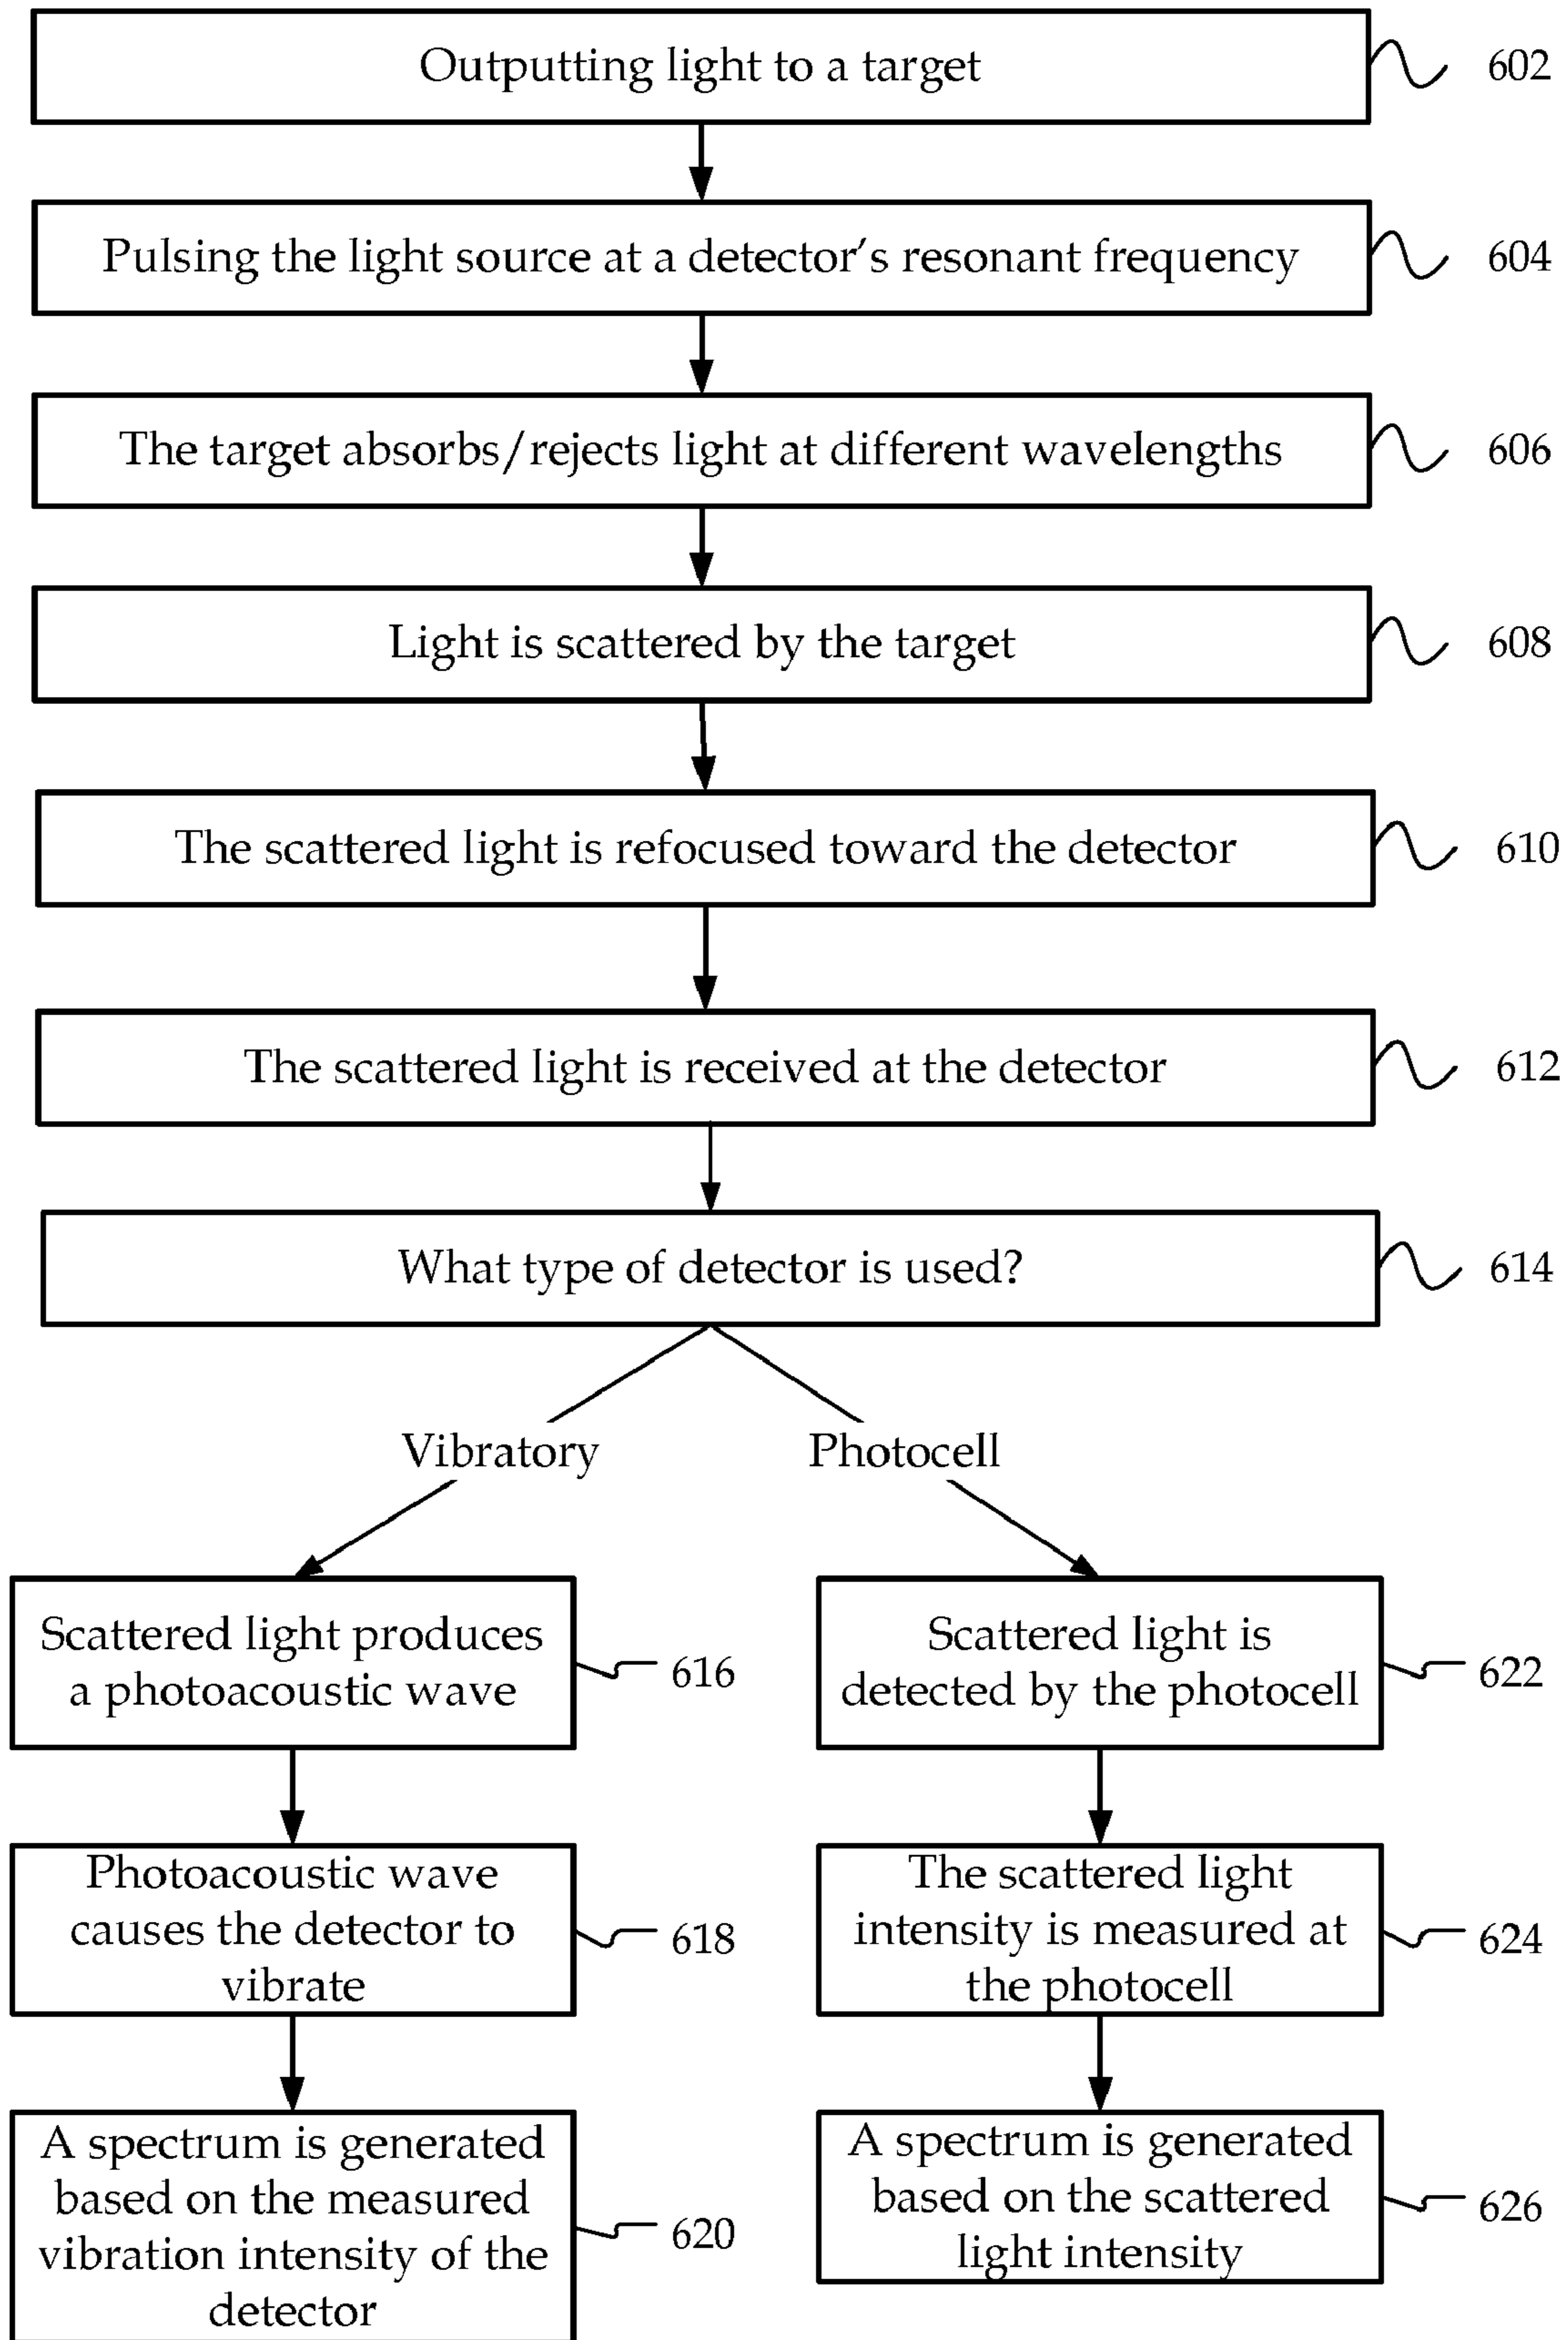 Outputting light to a target
602
Pulsing the light source at a detector's resonant frequency
604
The target absorbs/rejects light at different wavelengths
606
Light is scattered by the target
608
The scattered light is refocused toward the detector
610
The scattered light is received at the detector
612
What type of detector is used?
614
Vibratory
Photocell
Scattered light produces
a photoacoustic wave
616
Photoacoustic wave
causes the detector to
vibrate
618
A spectrum is generated
based on the measured
vibration intensity of the
detector
620
Scattered light is
detected by the photocell
622
The scattered light
intensity is measured at
the photocell
624
A spectrum is generated
based on the scattered
light intensity
626